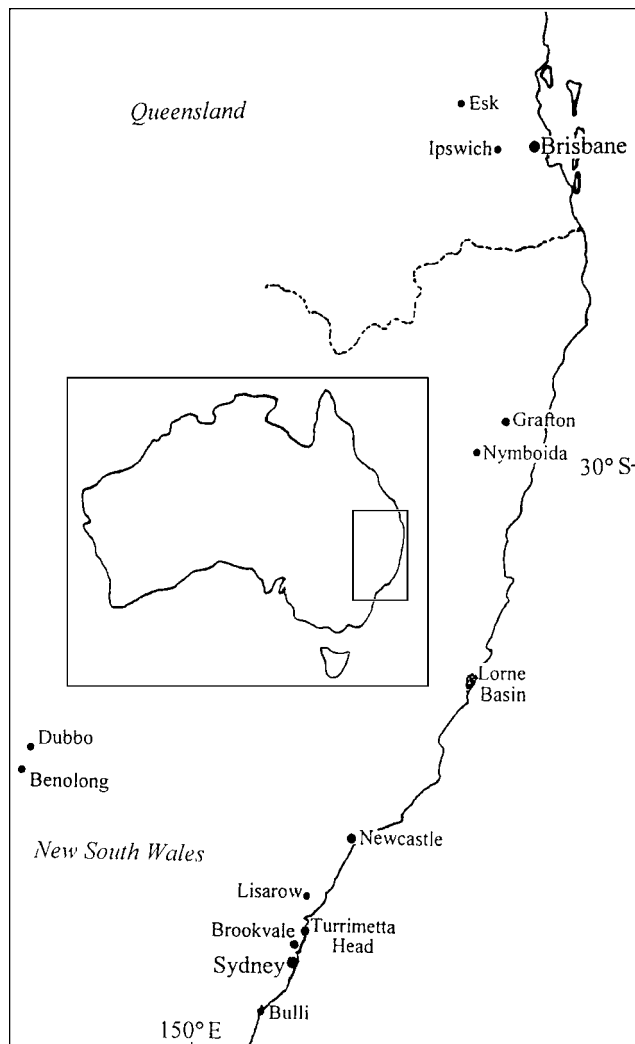 Queensland
Esk
Ipswich
Brisbane
Grafton
Nymboida
30° S
Lorne
Basin
Dubbo
Benolong
Newcastle
New South Wales
Lisarow
Brookvale
Turrimetta
Head
Sydney
Bulli
150° E